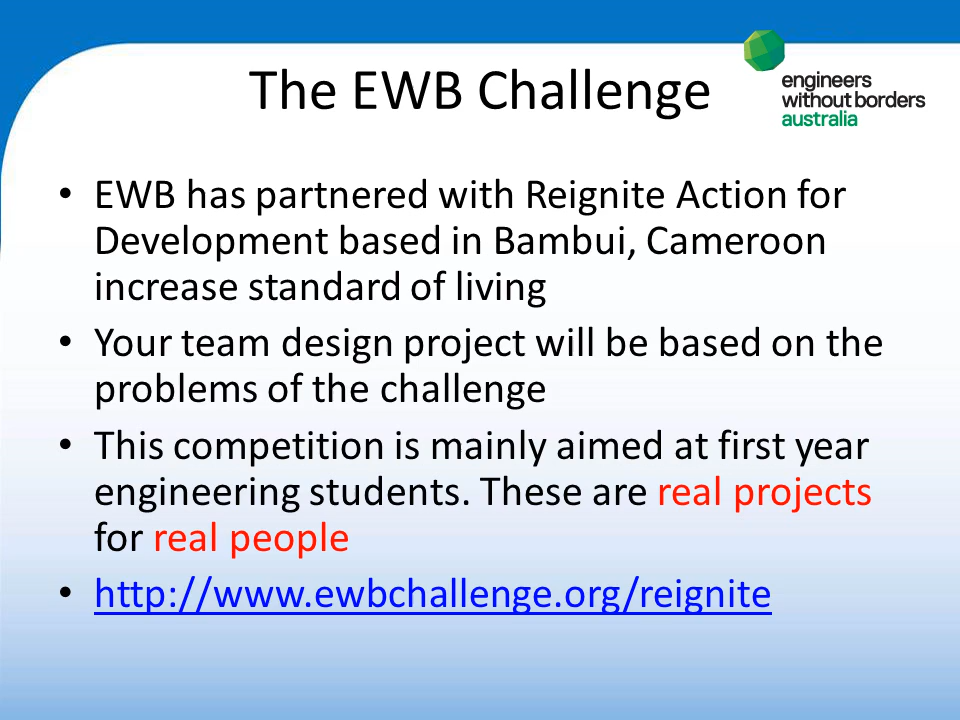 The EWB Challenge
engineers
without borders
australia
• EWB has partnered with Reignite Action for
Development based in Bambui, Cameroon
increase standard of living
• Your team design project will be based on the
problems of the challenge
• This competition is mainly aimed at first year
engineering students. These are real projects
for real people
• http://www.ewbchallenge.org/reignite